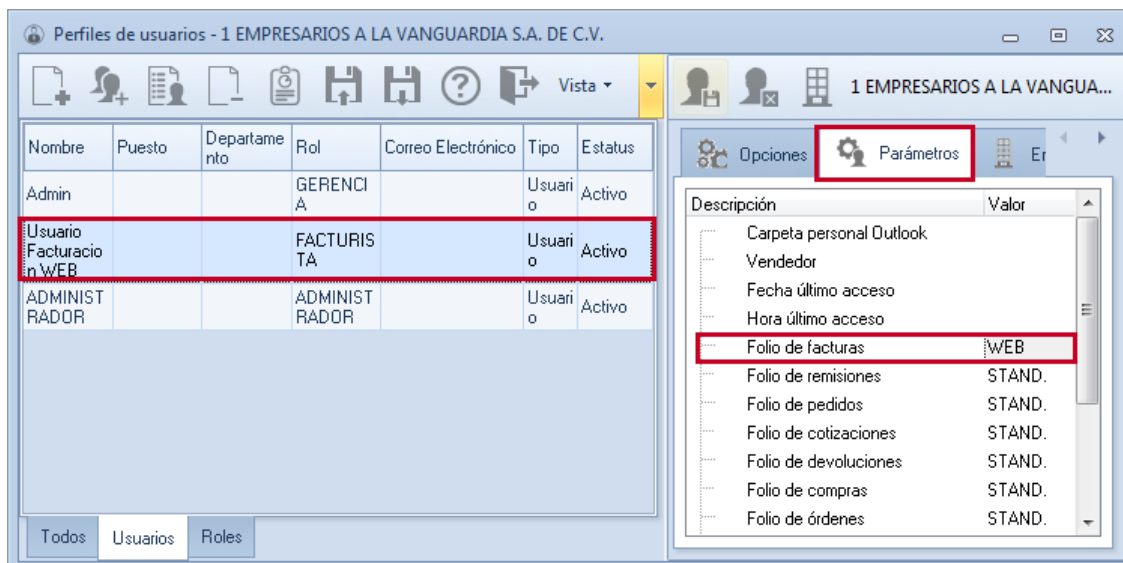 Perfiles de usuarios - 1 EMPRESARIOS A LA VANGUARDIA S.A. DE C.V.
Vista
1 EMPRESARIOS A LA VANGUA...
Nombre Puesto Departame
nto Rol Correo Electrónico Tipo Estatus
Admin GERENCI
A Usuari
o Activo
Usuario
Facturacio
n WEB FACTURIS
TA Usuari
o Activo
ADMINIST
RADOR ADMINIST
RADOR Usuari
o Activo
Todos Usuarios Roles
Opciones Parámetros Er
Descripción Valor
Carpeta personal Outlook
Vendedor
Fecha último acceso
Hora último acceso
Folio de facturas WEB
Folio de remisiones STAND.
Folio de pedidos STAND.
Folio de cotizaciones STAND.
Folio de devoluciones STAND.
Folio de compras STAND.
Folio de órdenes STAND.